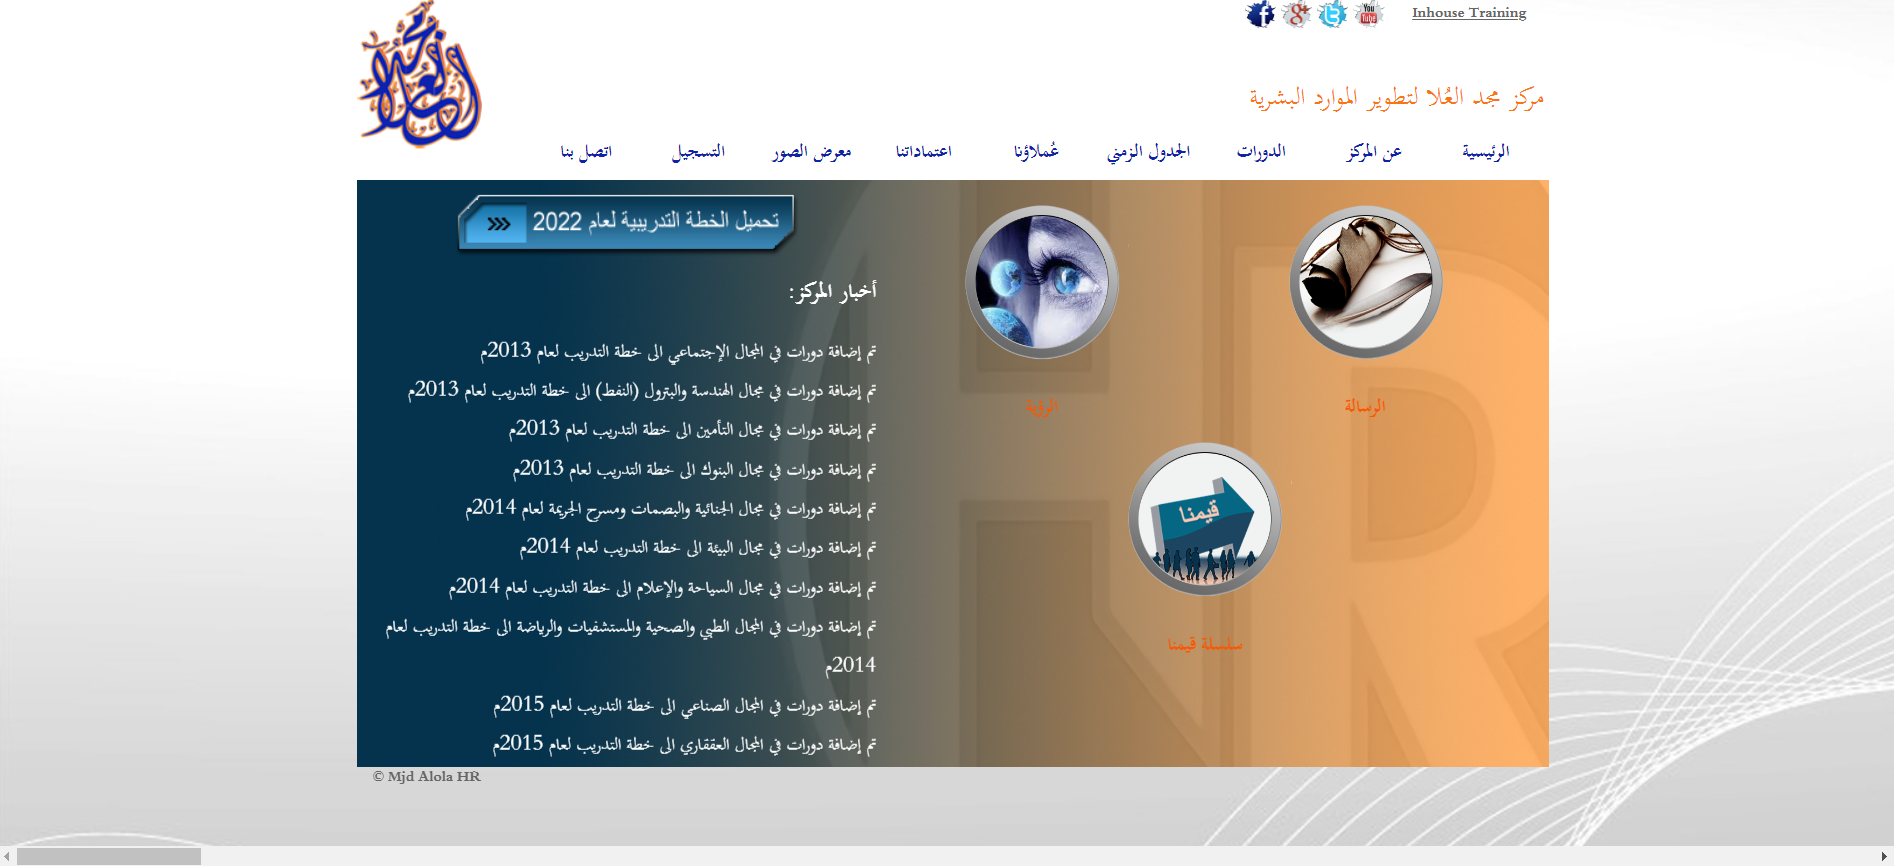 Inhouse Training
مركز مجد العُلا لتطوير الموارد البشرية
الرئيسية
عن المركز
الدورات
الجدول الزمني
عُملاؤنا
اعتماداتنا
معرض الصور
التسجيل
اتصل بنا
تحميل الخطة التدريبية لعام 2022
أخبار المركز:
تم إضافة دورات في المجال الإجتماعي الى خطة التدريب لعام 2013م
تم إضافة دورات في مجال الهندسة والبترول (النفط) الى خطة التدريب لعام 2013م
تم إضافة دورات في مجال التأمين الى خطة التدريب لعام 2013م
تم إضافة دورات في مجال البنوك الى خطة التدريب لعام 2013م
تم إضافة دورات في مجال الجنائية والبصمات ومسرح الجريمة لعام 2014م
تم إضافة دورات في مجال البيئة الى خطة التدريب لعام 2014م
تم إضافة دورات في مجال السياحة والإعلام الى خطة التدريب لعام 2014م
تم إضافة دورات في المجال الطبي والصحية والمستشفيات والرياضة الى خطة التدريب لعام
2014م
تم إضافة دورات في المجال الصناعي الى خطة التدريب لعام 2015م
تم إضافة دورات في المجال العققاري الى خطة التدريب لعام 2015م
الرسالة
الرؤية
قيمنا
سلسلة قيمنا
HR
You
Tube
© Mjd Alola HR